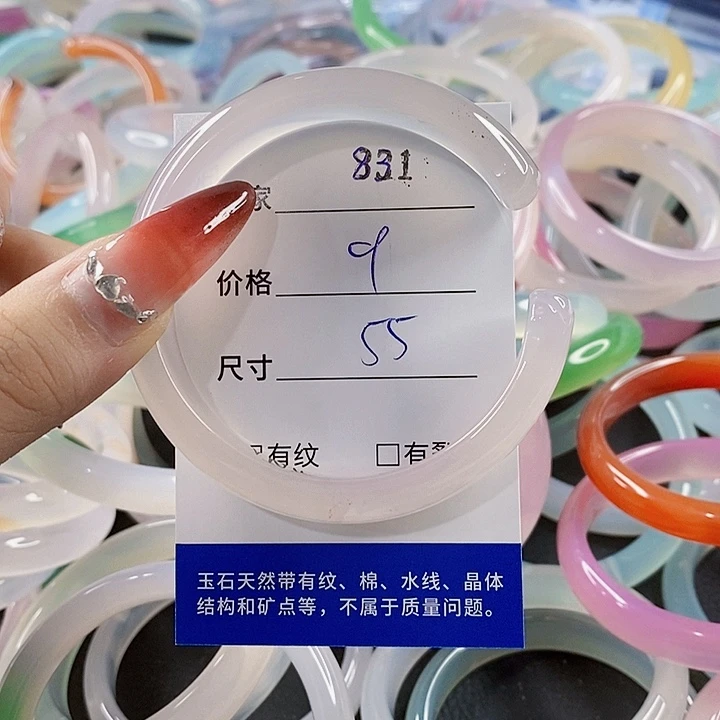 家 831
价格 9
尺寸 55
有纹 □有
玉石天然带有纹、棉、水线、晶体
结构和矿点等，不属于质量问题。